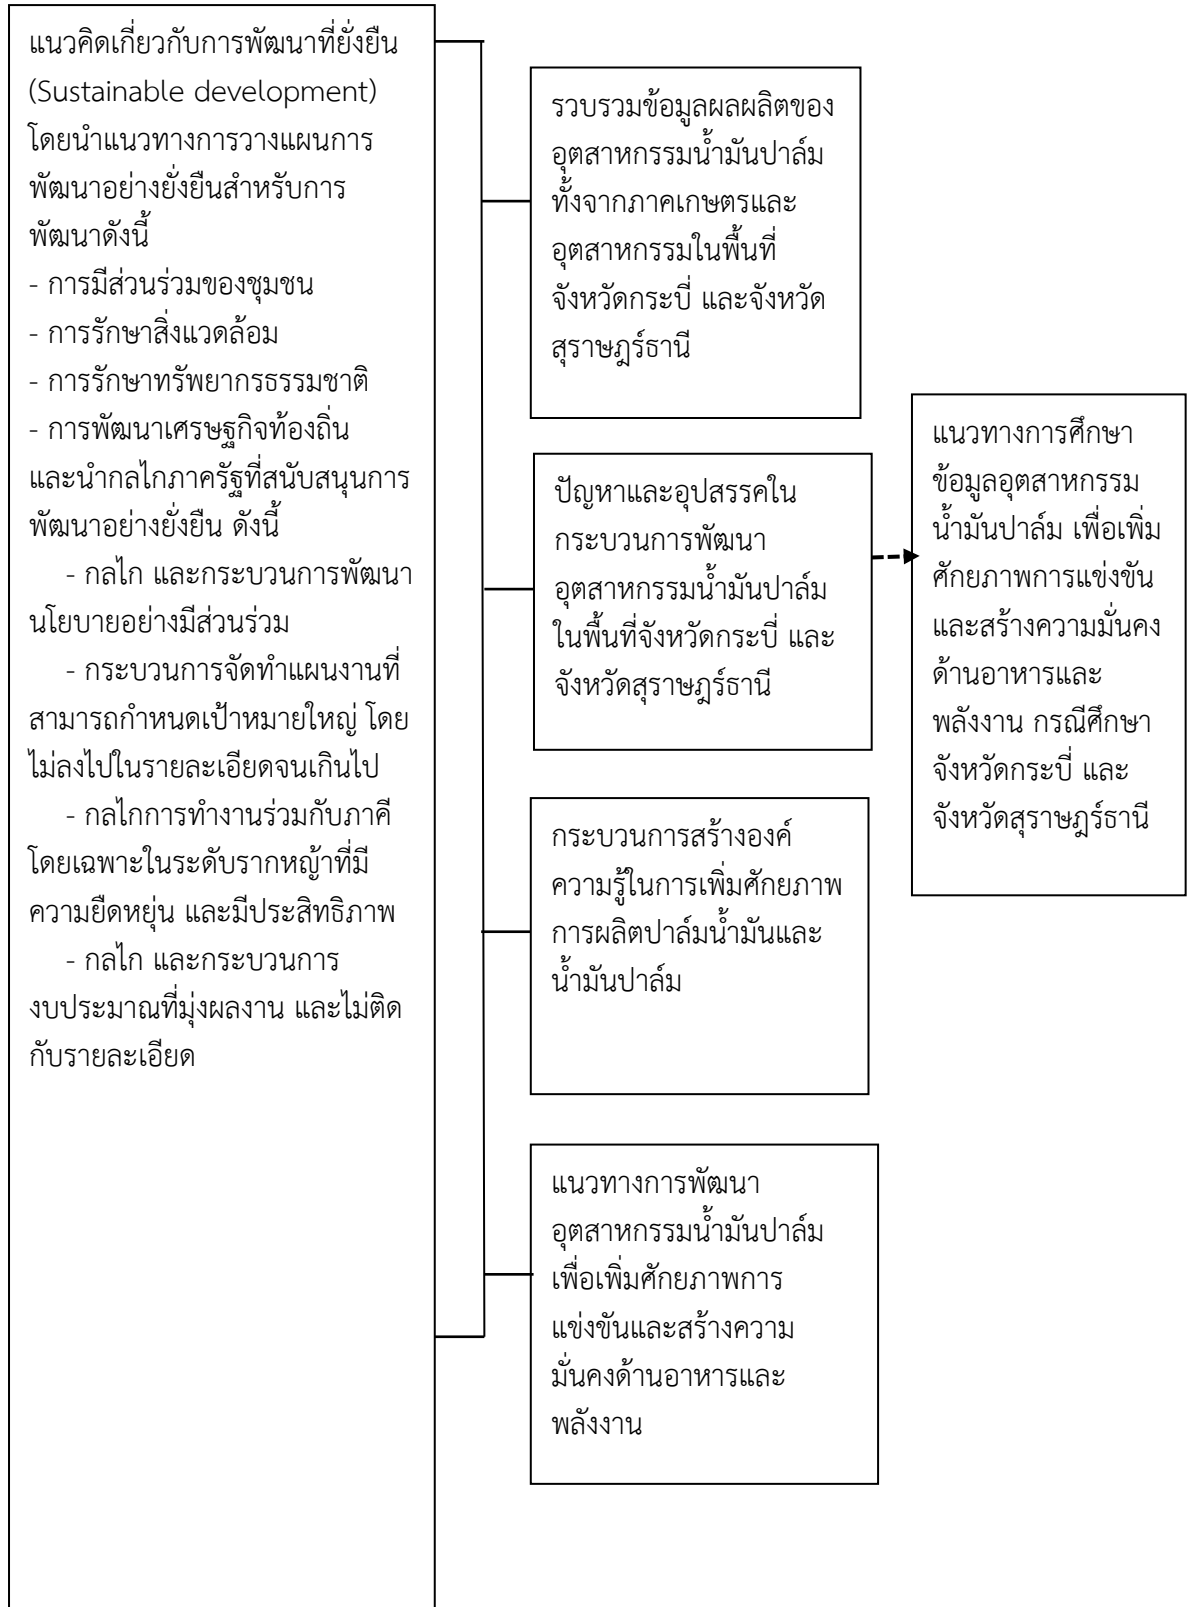 แนวคิดเกี่ยวกับการพัฒนาที่ยั่งยืน
(Sustainable development)
โดยนำแนวทางการวางแผนการ
พัฒนาอย่างยั่งยืนสำหรับการ
พัฒนาดังนี้
- การมีส่วนร่วมของชุมชน
- การรักษาสิ่งแวดล้อม
- การรักษาทรัพยากรธรรมชาติ
- การพัฒนาเศรษฐกิจท้องถิ่น
และนำกลไกภาครัฐที่สนับสนุนการ
พัฒนาอย่างยั่งยืน ดังนี้
- กลไก และกระบวนการพัฒนา
นโยบายอย่างมีส่วนร่วม
- กระบวนการจัดทำแผนงานที่
สามารถกำหนดเป้าหมายใหญ่ โดย
ไม่ลงไปในรายละเอียดจนเกินไป
- กลไกการทำงานร่วมกับภาคี
โดยเฉพาะในระดับรากหญ้าที่มี
ความยืดหยุ่น และมีประสิทธิภาพ
- กลไก และกระบวนการ
งบประมาณที่มุ่งผลงาน และไม่ติด
กับรายละเอียด
รวบรวมข้อมูลผลผลิตของ
อุตสาหกรรมน้ำมันปาล์ม
ทั้งจากภาคเกษตรและ
อุตสาหกรรมในพื้นที่
จังหวัดกระบี่ และจังหวัด
สุราษฎร์ธานี
ปัญหาและอุปสรรคใน
กระบวนการพัฒนา
อุตสาหกรรมน้ำมันปาล์ม
ในพื้นที่จังหวัดกระบี่ และ
จังหวัดสุราษฎร์ธานี
กระบวนการสร้างองค์
ความรู้ในการเพิ่มศักยภาพ
การผลิตปาล์มน้ำมันและ
น้ำมันปาล์ม
แนวทางการพัฒนา
อุตสาหกรรมน้ำมันปาล์ม
เพื่อเพิ่มศักยภาพการ
แข่งขันและสร้างความ
มั่นคงด้านอาหารและ
พลังงาน
แนวทางการศึกษา
ข้อมูลอุตสาหกรรม
น้ำมันปาล์ม เพื่อเพิ่ม
ศักยภาพการแข่งขัน
และสร้างความมั่นคง
ด้านอาหารและ
พลังงาน กรณีศึกษา
จังหวัดกระบี่ และ
จังหวัดสุราษฎร์ธานี